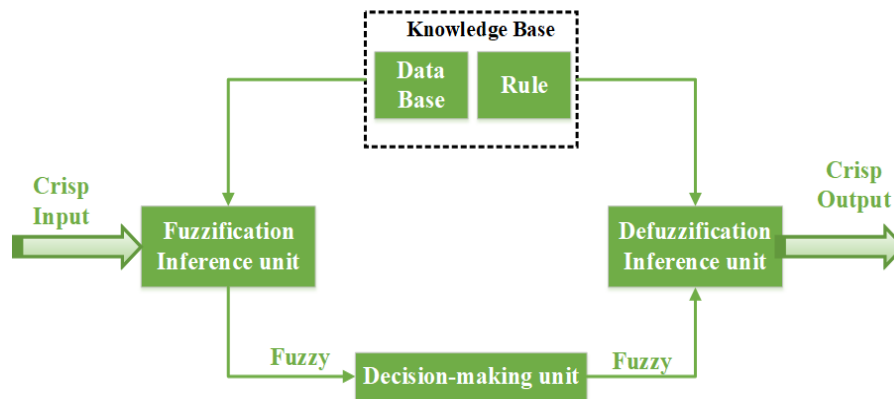 Knowledge Base
Data
Base
Rule
Crisp
Input
Fuzzification
Inference unit
Defuzzification
Inference unit
Crisp
Output
Fuzzy
Decision-making unit
Fuzzy